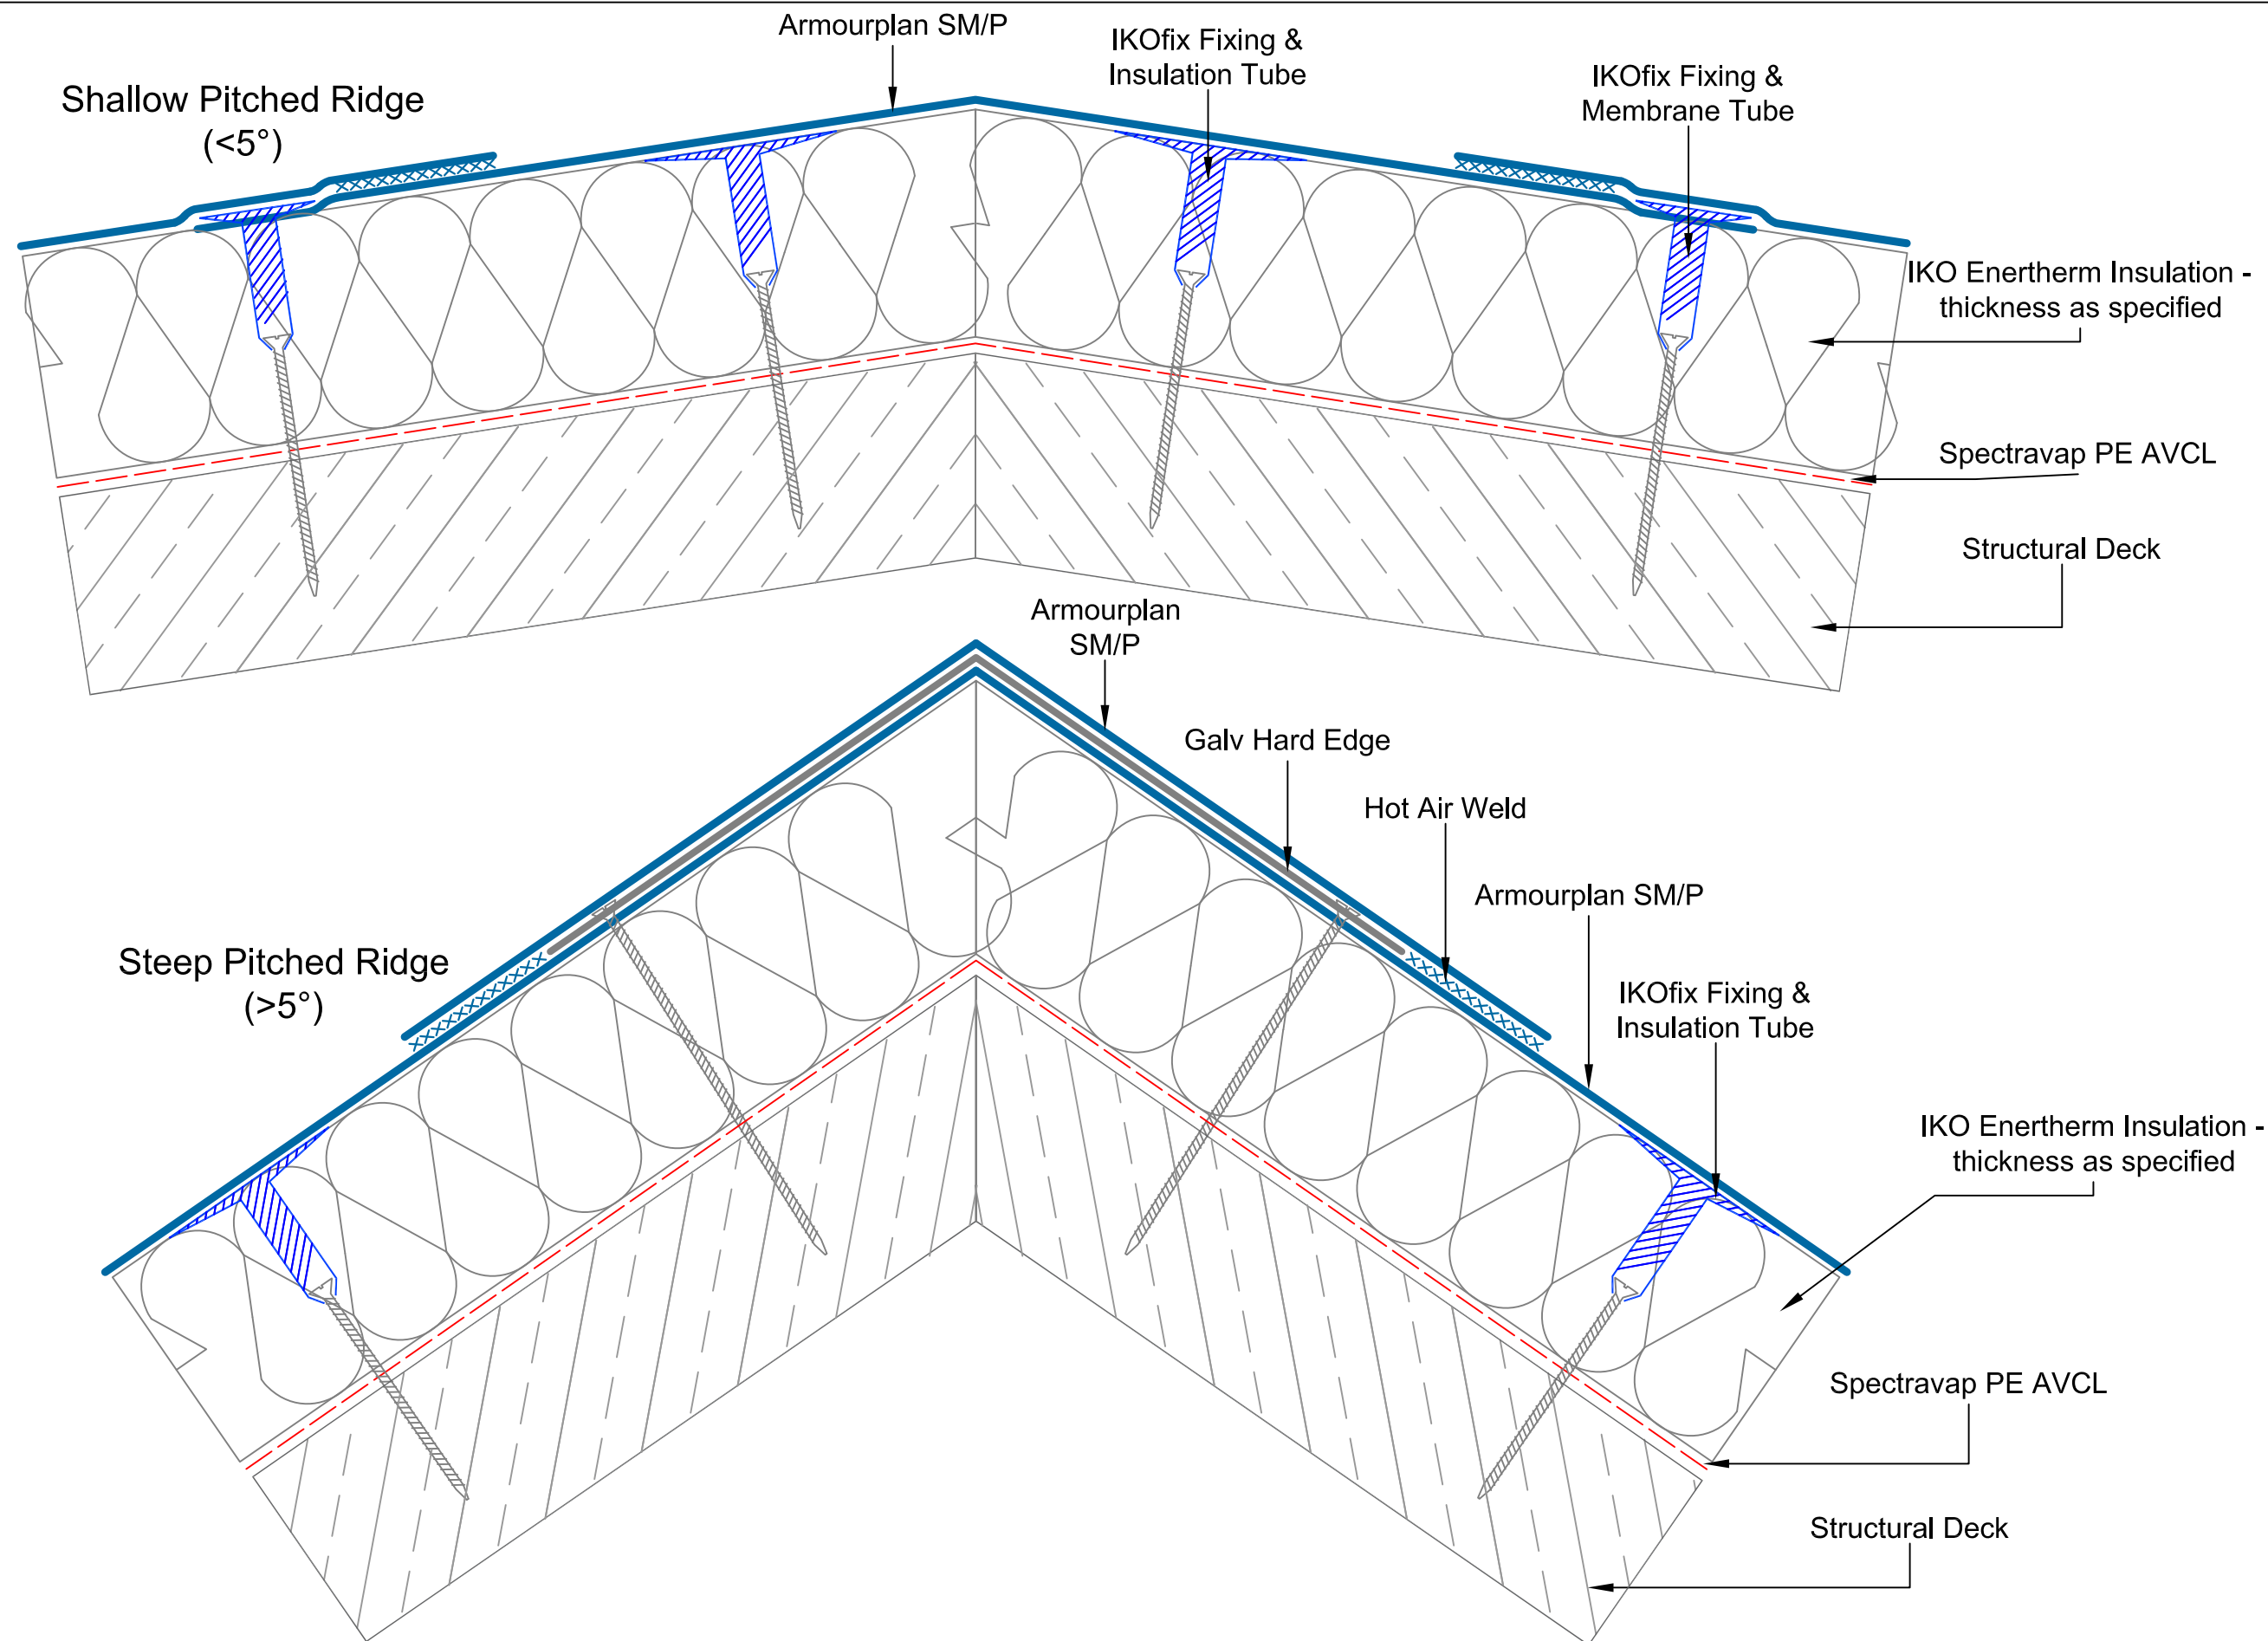 Armourplan SM/P
IKOfix Fixing &
Insulation Tube
IKOfix Fixing &
Membrane Tube
Shallow Pitched Ridge
(<5°)
IKO Enertherm Insulation -
thickness as specified
Spectravap PE AVCL
Structural Deck
Armourplan
SM/P
Galv Hard Edge
Hot Air Weld
Armourplan SM/P
Steep Pitched Ridge
(>5°)
IKOfix Fixing &
Insulation Tube
IKO Enertherm Insulation -
thickness as specified
Spectravap PE AVCL
Structural Deck